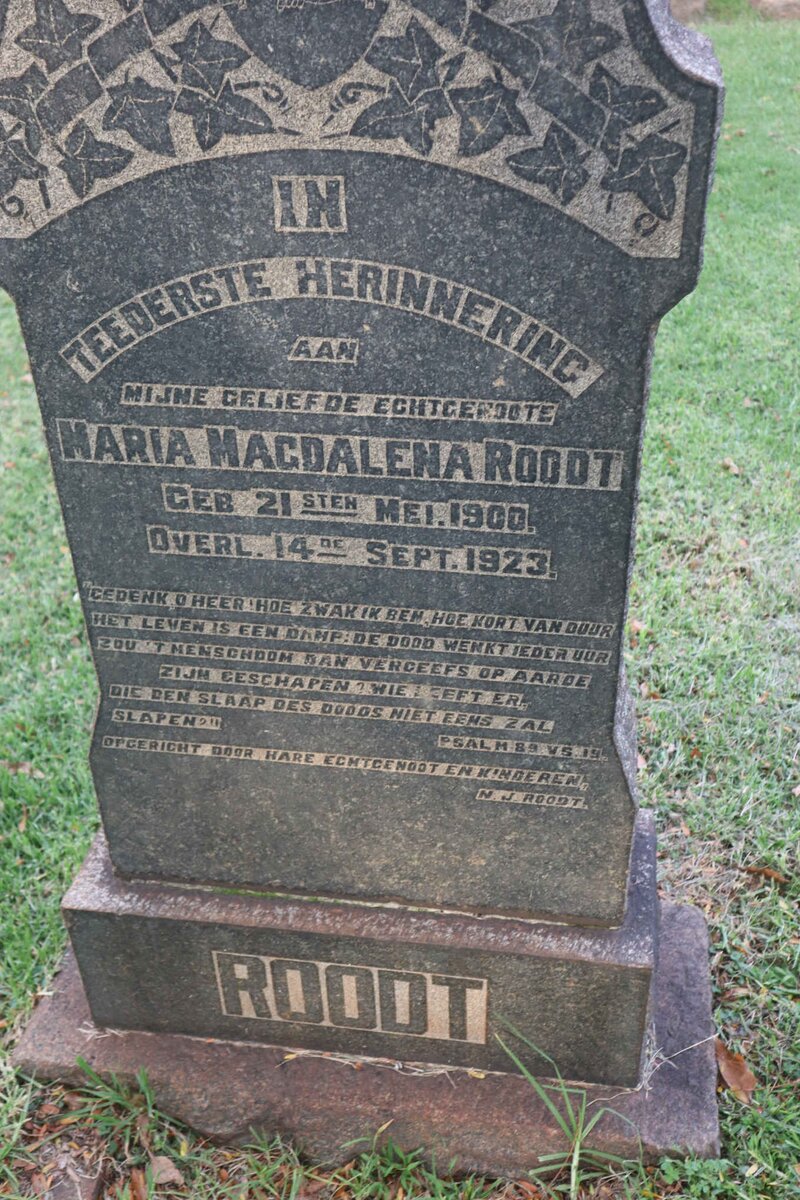 IN
TEEDERSTE HERINNERING
AAN
MIJNE GELIEFDE ECHTGENOOTE
MARIA MAGDALENA ROODT
GEB 21STEN MEI. 1900.
OVERL. 14DE SEPT. 1923.
"GEDENK, O HEER! HOE ZWAK IK BEN, HOE KORT VAN DUUR
HET LEVEN IS EEN DAMP: DE DOOD WENKT IEDER UUR
ZOU 'T MENSCHDOM DAN VERGEEFS OP AARDE
ZIJN GESCHAPEN? WIE LEEFT ER,
DIE DEN SLAAP DES DOODS NIET EENS ZAL
SLAPEN?"
PSALM 89 VS. 19.
OPGERICHT DOOR HARE ECHTGENOOT EN KINDEREN,
N. J. ROODT.
ROODT